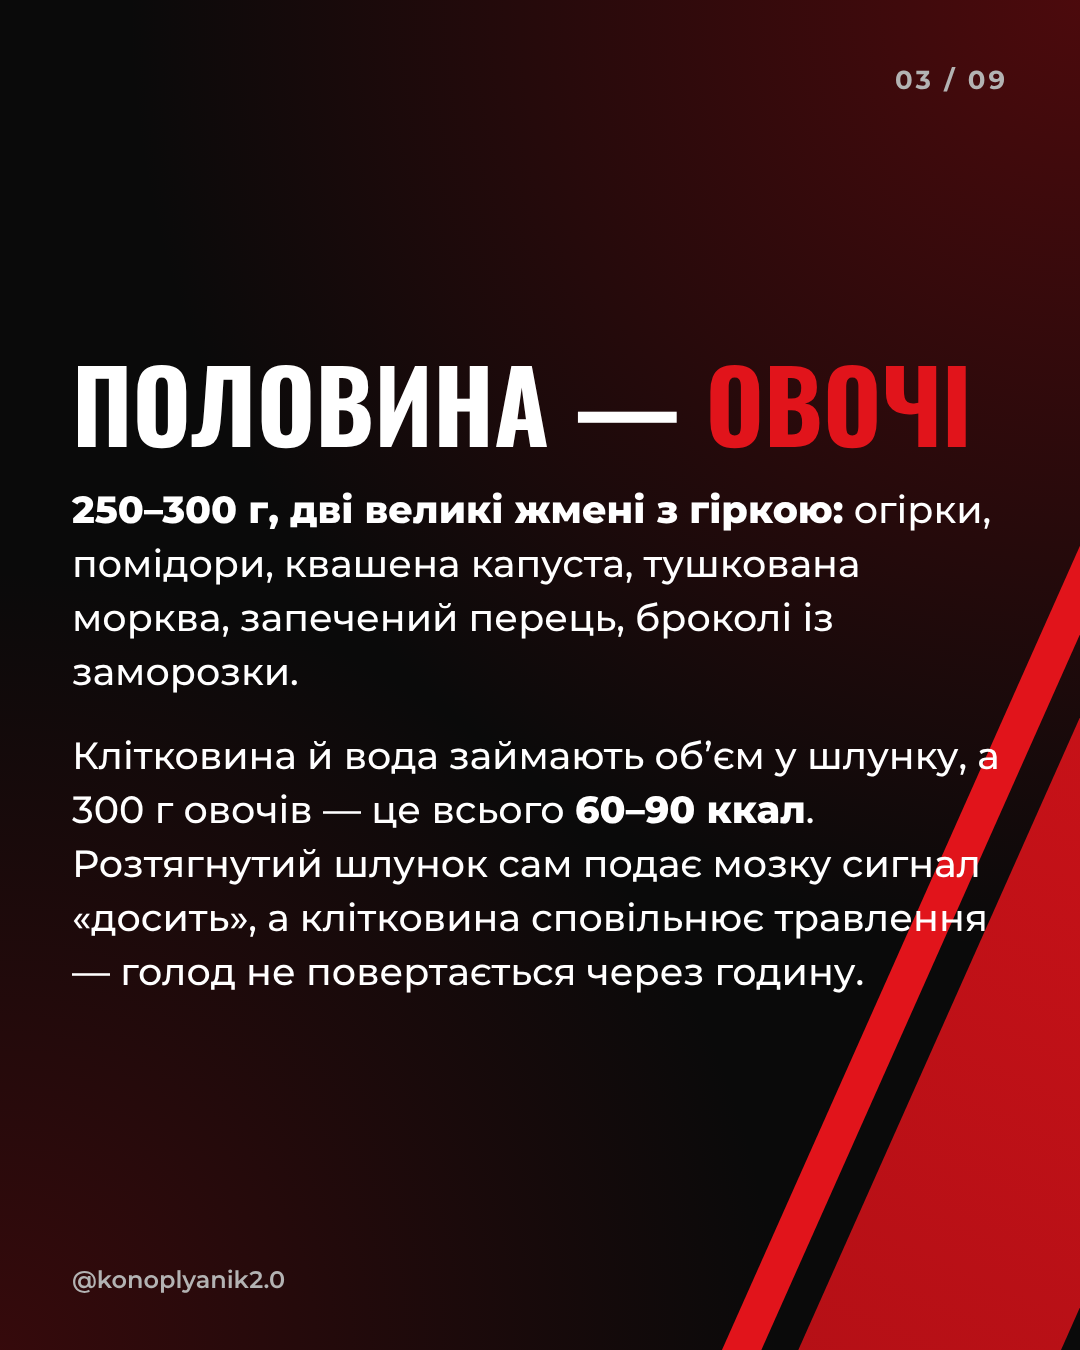 03 / 09
ПОЛОВИНА — ОВОЧІ
250–300 г, дві великі жмені з гіркою: огірки,
помідори, квашена капуста, тушкована
морква, запечений перець, броколі із
заморозки.
Клітковина й вода займають об’єм у шлунку, а
300 г овочів — це всього 60–90 ккал.
Розтягнутий шлунок сам подає мозку сигнал
«досить», а клітковина сповільнює травлення
— голод не повертається через годину.
@konoplyanik2.0